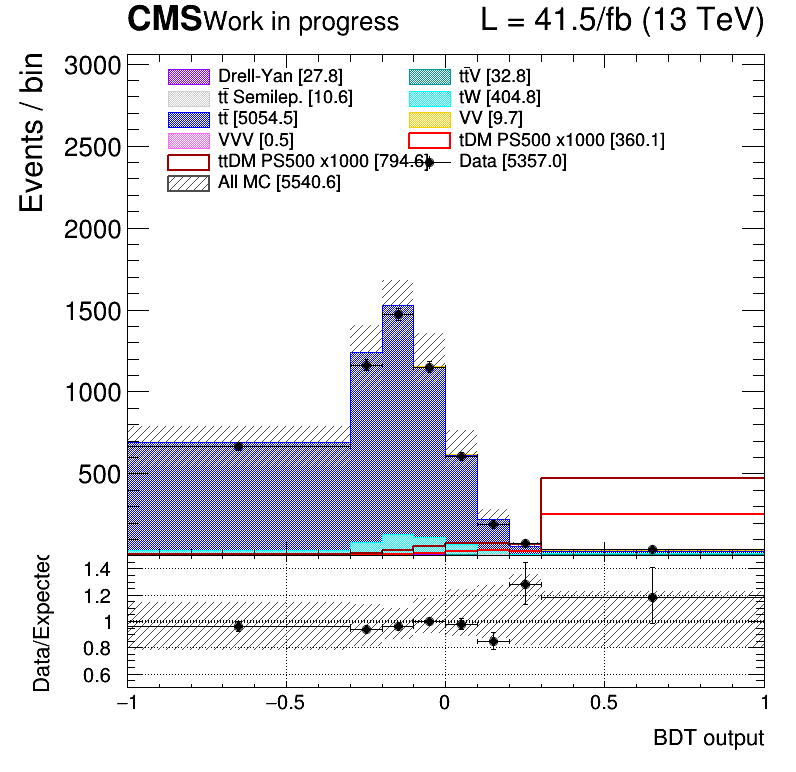 CMS Work in progress L = 41.5/fb (13 TeV)
Events / bin
3000
2500
2000
1500
1000
500
Drell-Yan [27.8]
tt̄V [32.8]
tt̄ Semilep. [10.6]
tW [404.8]
tt̄ [5054.5]
VV [9.7]
VVV [0.5]
tDM PS500 x1000 [360.1]
ttDM PS500 x1000 [794.6]
Data [5357.0]
All MC [5540.6]
Data/Expected
1.4
1.2
1
0.8
0.6
−1 −0.5 0 0.5 1
BDT output